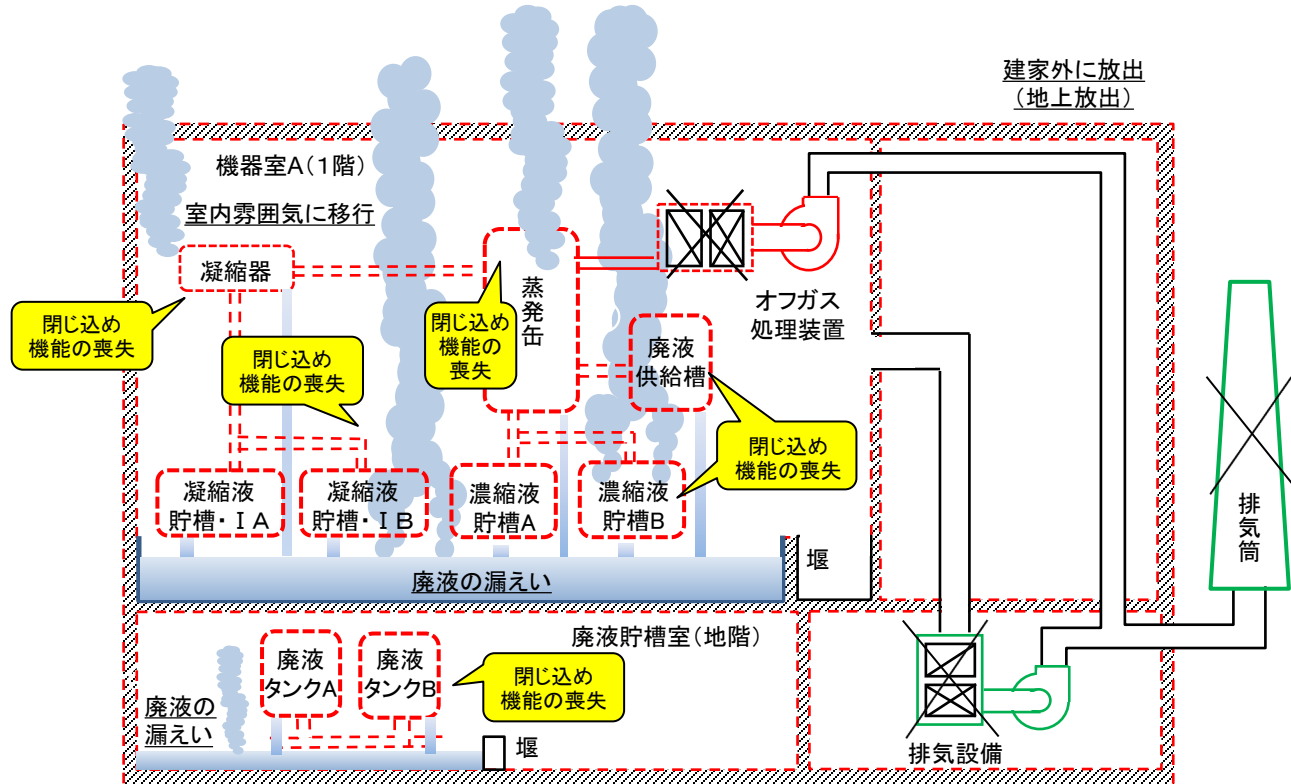 建家外に放出
（地上放出）
機器室A（１階）
室内雰囲気に移行
凝縮器
閉じ込め
機能の喪失
閉じ込め
機能の喪失
閉じ込め
機能の
喪失
蒸発缶
オフガス
処理装置
廃液
供給槽
閉じ込め
機能の喪失
凝縮液
貯槽・ＩＡ
凝縮液
貯槽・ＩＢ
濃縮液
貯槽A
濃縮液
貯槽B
堰
廃液の漏えい
排気筒
廃液貯槽室（地階）
廃液
タンクA
廃液
タンクB
閉じ込め
機能の喪失
廃液の
漏えい
堰
排気設備